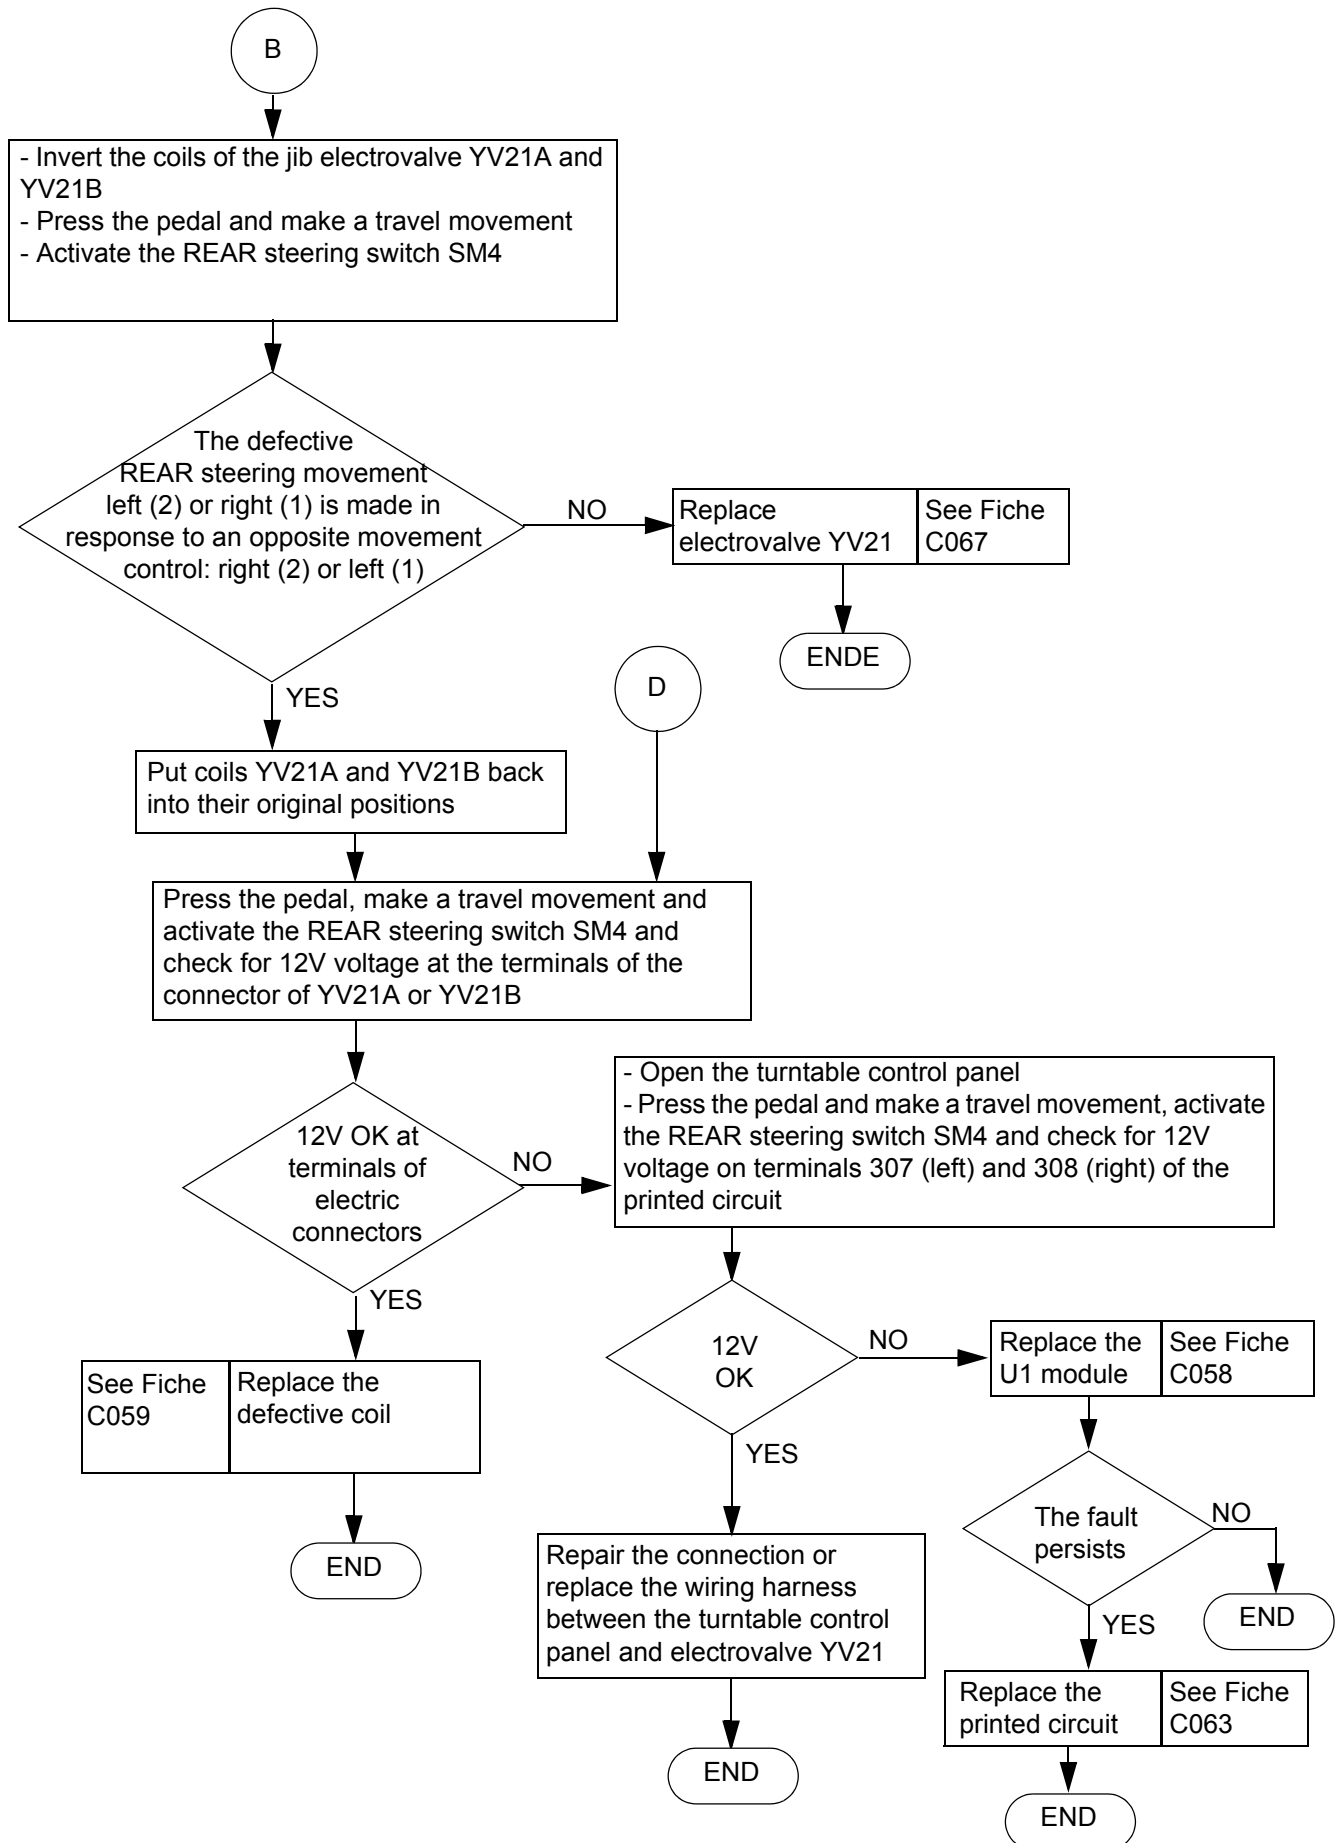 B
- Invert the coils of the jib electrovalve YV21A and
YV21B
- Press the pedal and make a travel movement
- Activate the REAR steering switch SM4
The defective
REAR steering movement
left (2) or right (1) is made in
response to an opposite movement
control: right (2) or left (1)
NO
Replace
electrovalve YV21
See Fiche
C067
ENDE
YES
D
Put coils YV21A and YV21B back
into their original positions
Press the pedal, make a travel movement and
activate the REAR steering switch SM4 and
check for 12V voltage at the terminals of the
connector of YV21A or YV21B
12V OK at
terminals of
electric
connectors
NO
- Open the turntable control panel
- Press the pedal and make a travel movement, activate
the REAR steering switch SM4 and check for 12V
voltage on terminals 307 (left) and 308 (right) of the
printed circuit
YES
See Fiche
C059
Replace the
defective coil
END
12V
OK
NO
Replace the
U1 module
See Fiche
C058
YES
Repair the connection or
replace the wiring harness
between the turntable control
panel and electrovalve YV21
END
The fault
persists
NO
END
YES
Replace the
printed circuit
See Fiche
C063
END